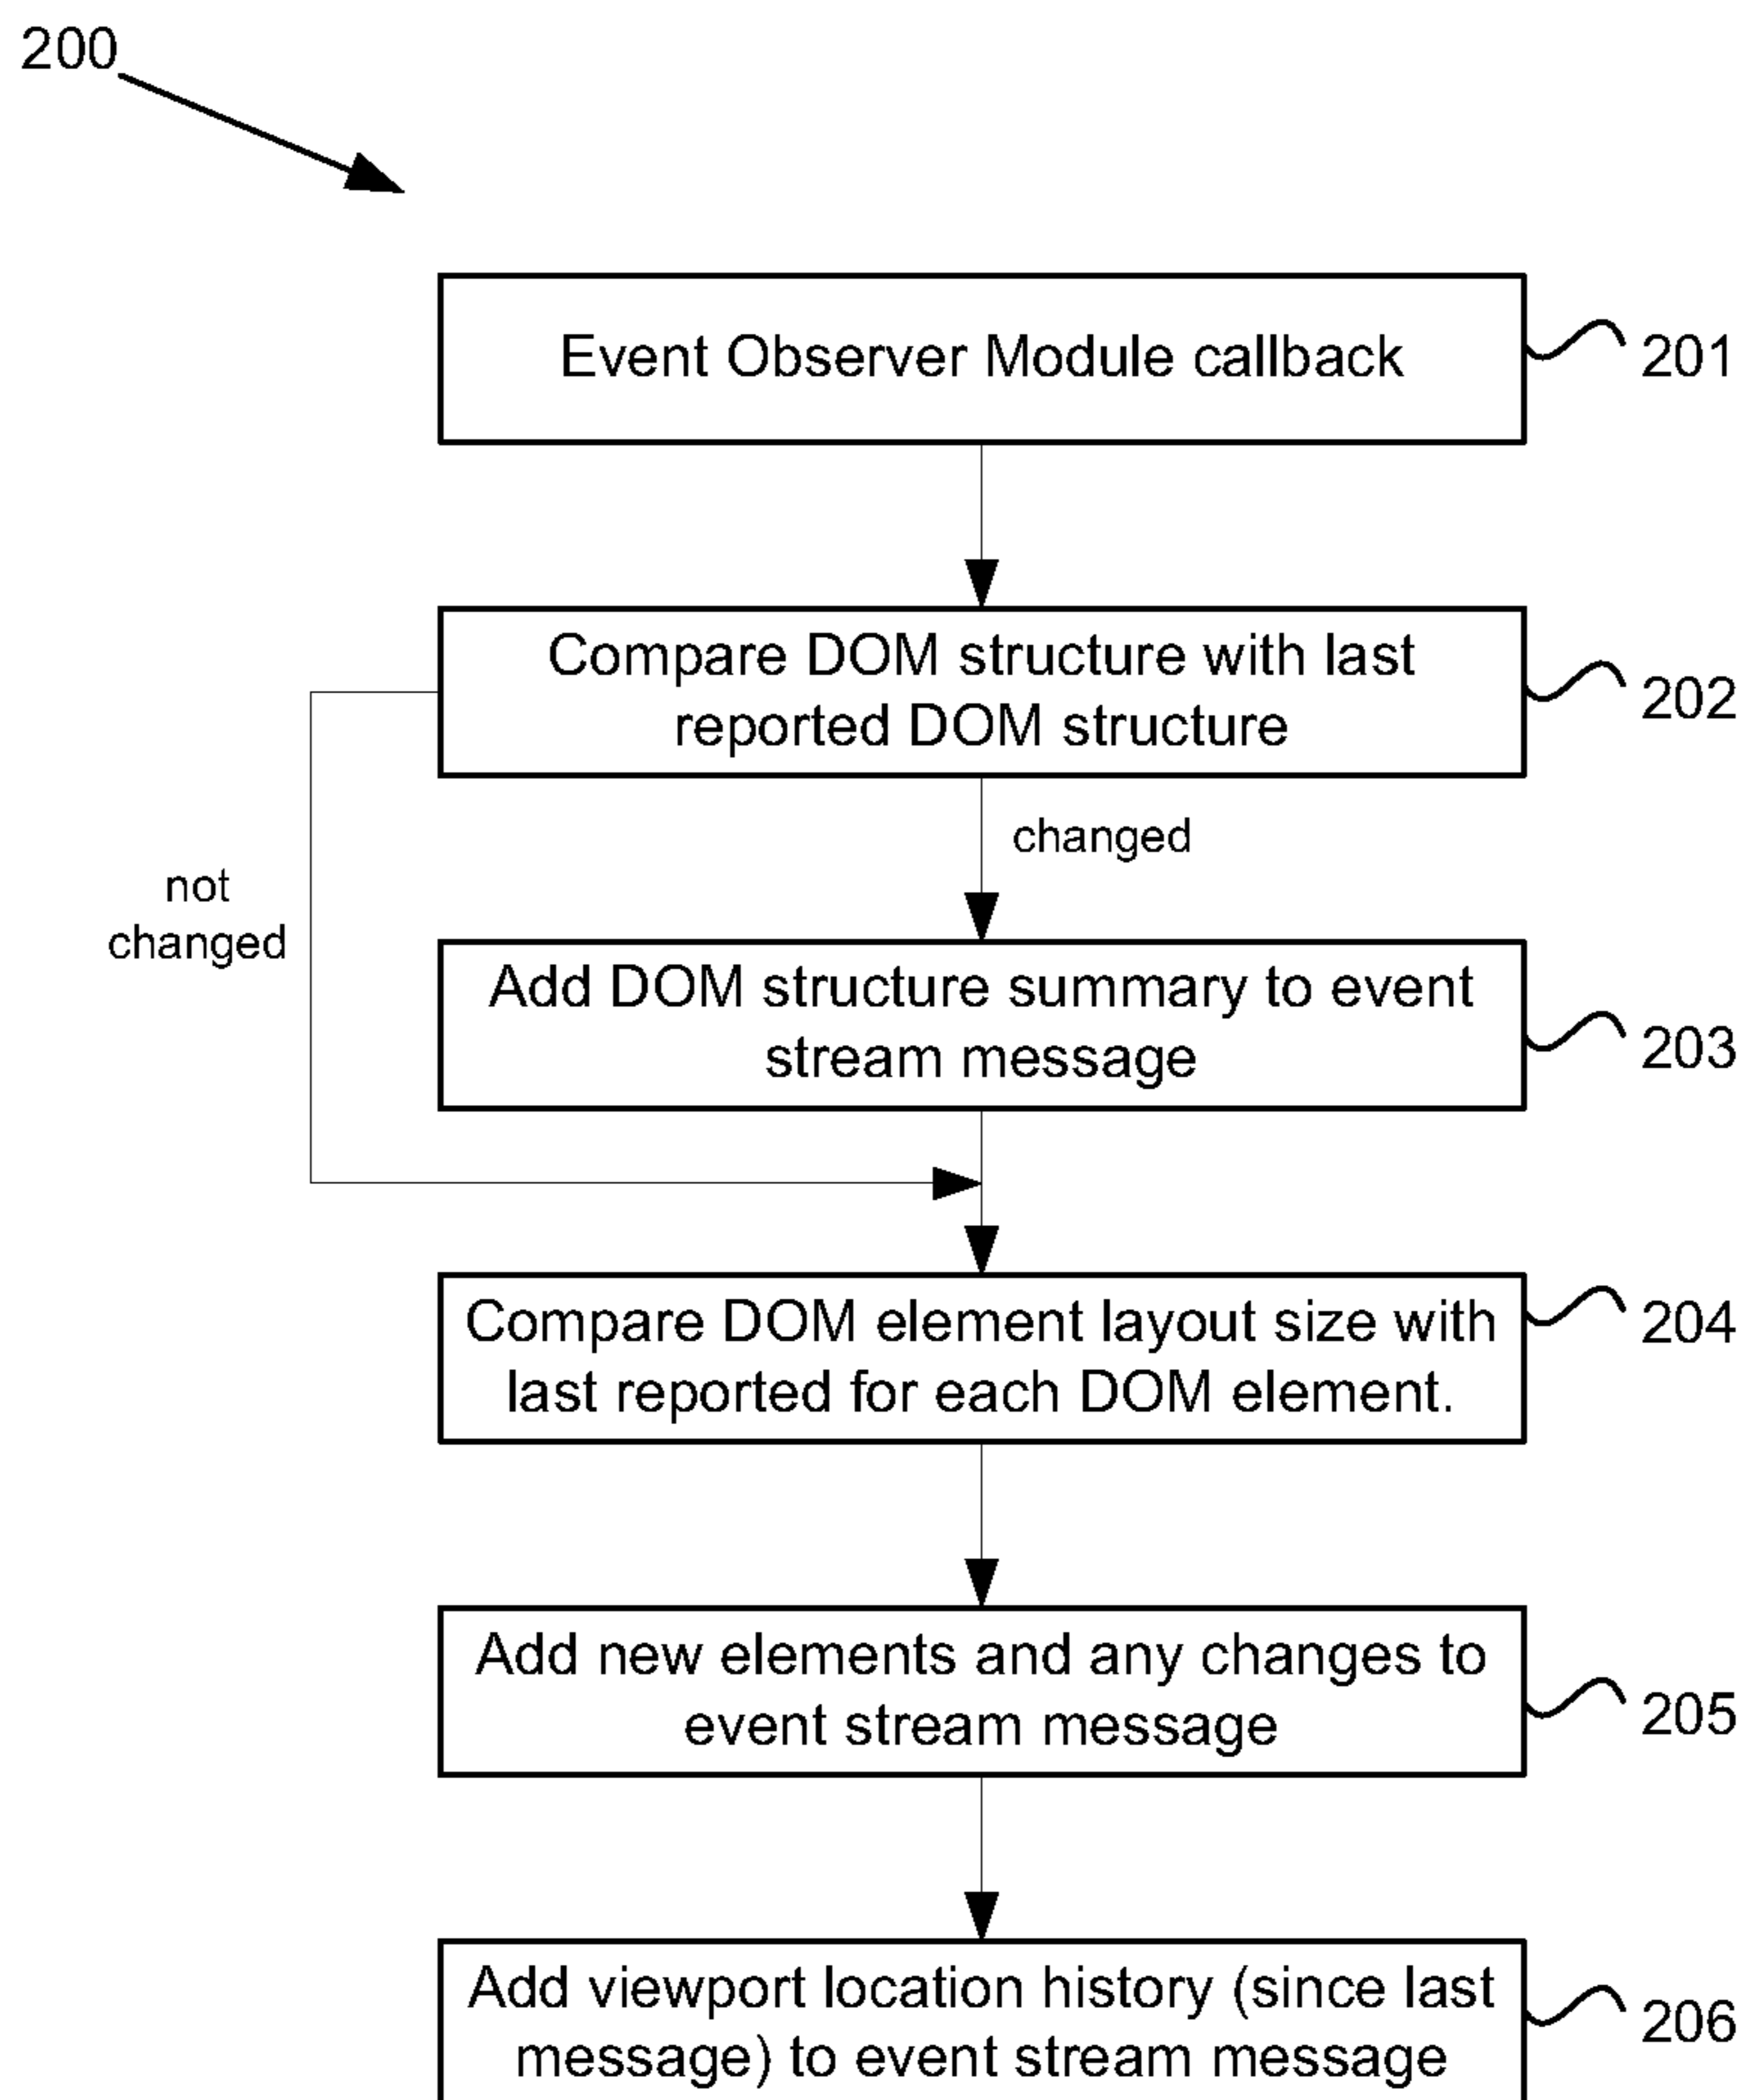 200
Event Observer Module callback
201
Compare DOM structure with last
reported DOM structure
202
changed
not
changed
Add DOM structure summary to event
stream message
203
Compare DOM element layout size with
last reported for each DOM element.
204
Add new elements and any changes to
event stream message
205
Add viewport location history (since last
message) to event stream message
206